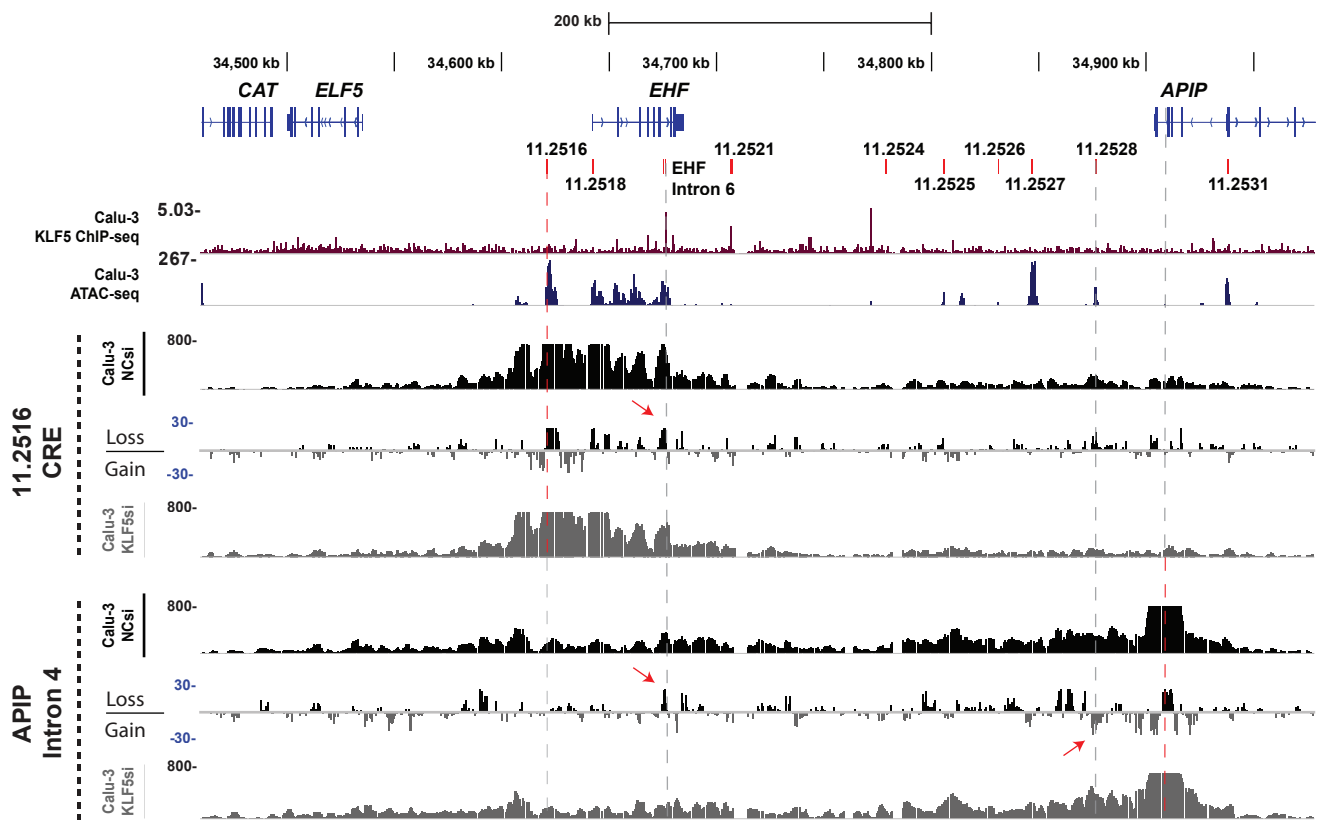 200 kb
34,500 kb
34,600 kb
34,700 kb
34,800 kb
34,900 kb
CAT
ELF5
EHF
APIP
11.2516
11.2521
11.2524
11.2526
11.2528
11.2518
EHF
Intron 6
11.2525
11.2527
11.2531
5.03-
Calu-3
KLF5 ChIP-seq
267-
Calu-3
ATAC-seq
11.2516
CRE
Calu-3
NCsi
800-
30-
Loss
Gain
-30-
Calu-3
KLF5si
800-
APIP
Intron 4
Calu-3
NCsi
800-
30-
Loss
Gain
-30-
Calu-3
KLF5si
800-